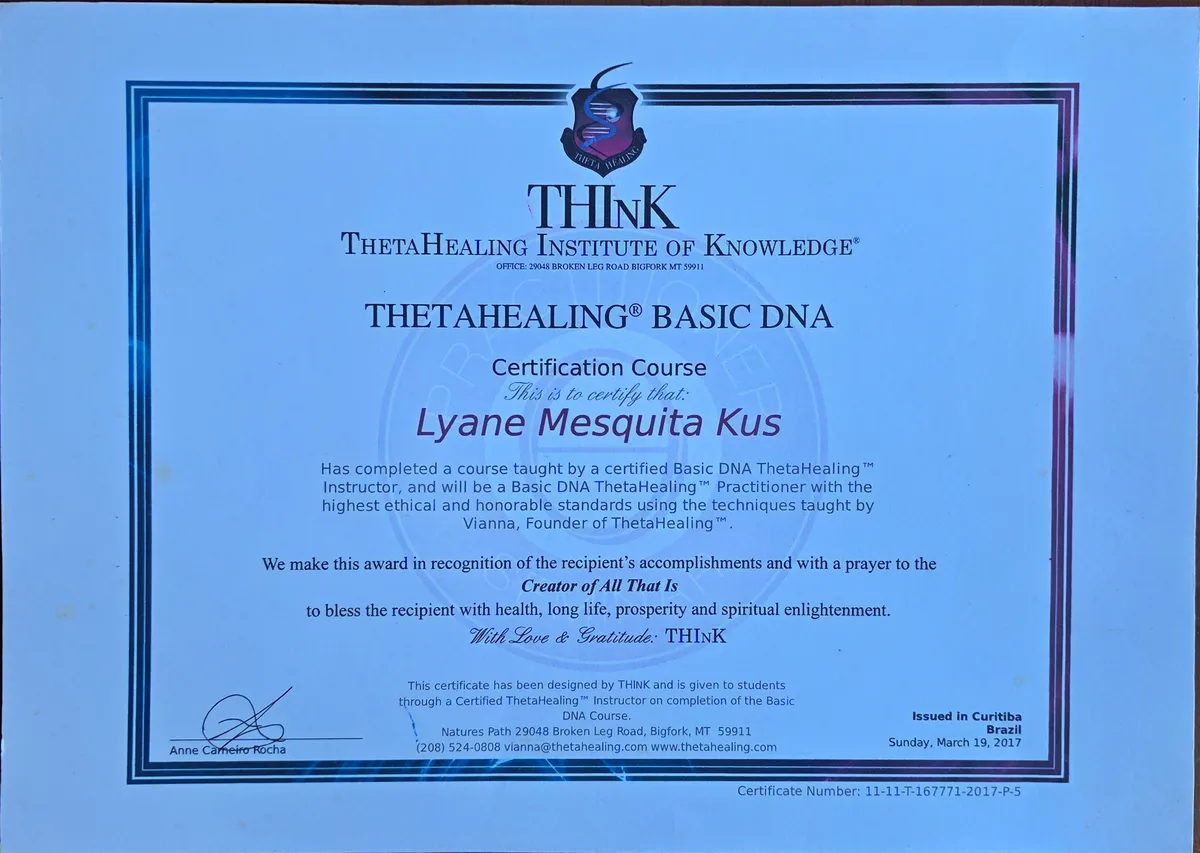 THETA HEALING
THInK
ThetaHealing Institute of Knowledge®
OFFICE: 29048 BROKEN LEG ROAD BIGFORK MT 59911
THETAHEALING® BASIC DNA
Certification Course
This is to certify that:
Lyane Mesquita Kus
Has completed a course taught by a certified Basic DNA ThetaHealing™
Instructor, and will be a Basic DNA ThetaHealing™ Practitioner with the
highest ethical and honorable standards using the techniques taught by
Vianna, Founder of ThetaHealing™.
We make this award in recognition of the recipient's accomplishments and with a prayer to the
Creator of All That Is
to bless the recipient with health, long life, prosperity and spiritual enlightenment.
With Love & Gratitude: THInK
This certificate has been designed by THINK and is given to students
through a Certified ThetaHealing™ Instructor on completion of the Basic
DNA Course.
Natures Path 29048 Broken Leg Road, Bigfork, MT 59911
(208) 524-0808 vianna@thetahealing.com www.thetahealing.com
Anne Carneiro Rocha
Issued in Curitiba
Brazil
Sunday, March 19, 2017
Certificate Number: 11-11-T-167771-2017-P-5